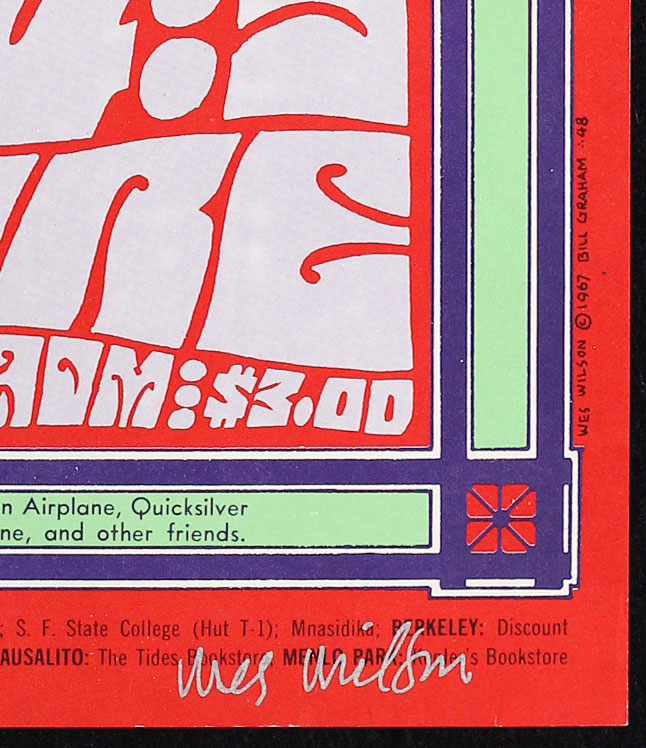 ADM:$3.00
n Airplane, Quicksilver
ne, and other friends.
; S. F. State College (Hut T-1); Mnasidika; BERKELEY: Discount
AUSALITO: The Tides Bookstore; MENLO PARK: Kepler's Bookstore
Wes Wilson
WES WILSON © 1967 BILL GRAHAM ∴48